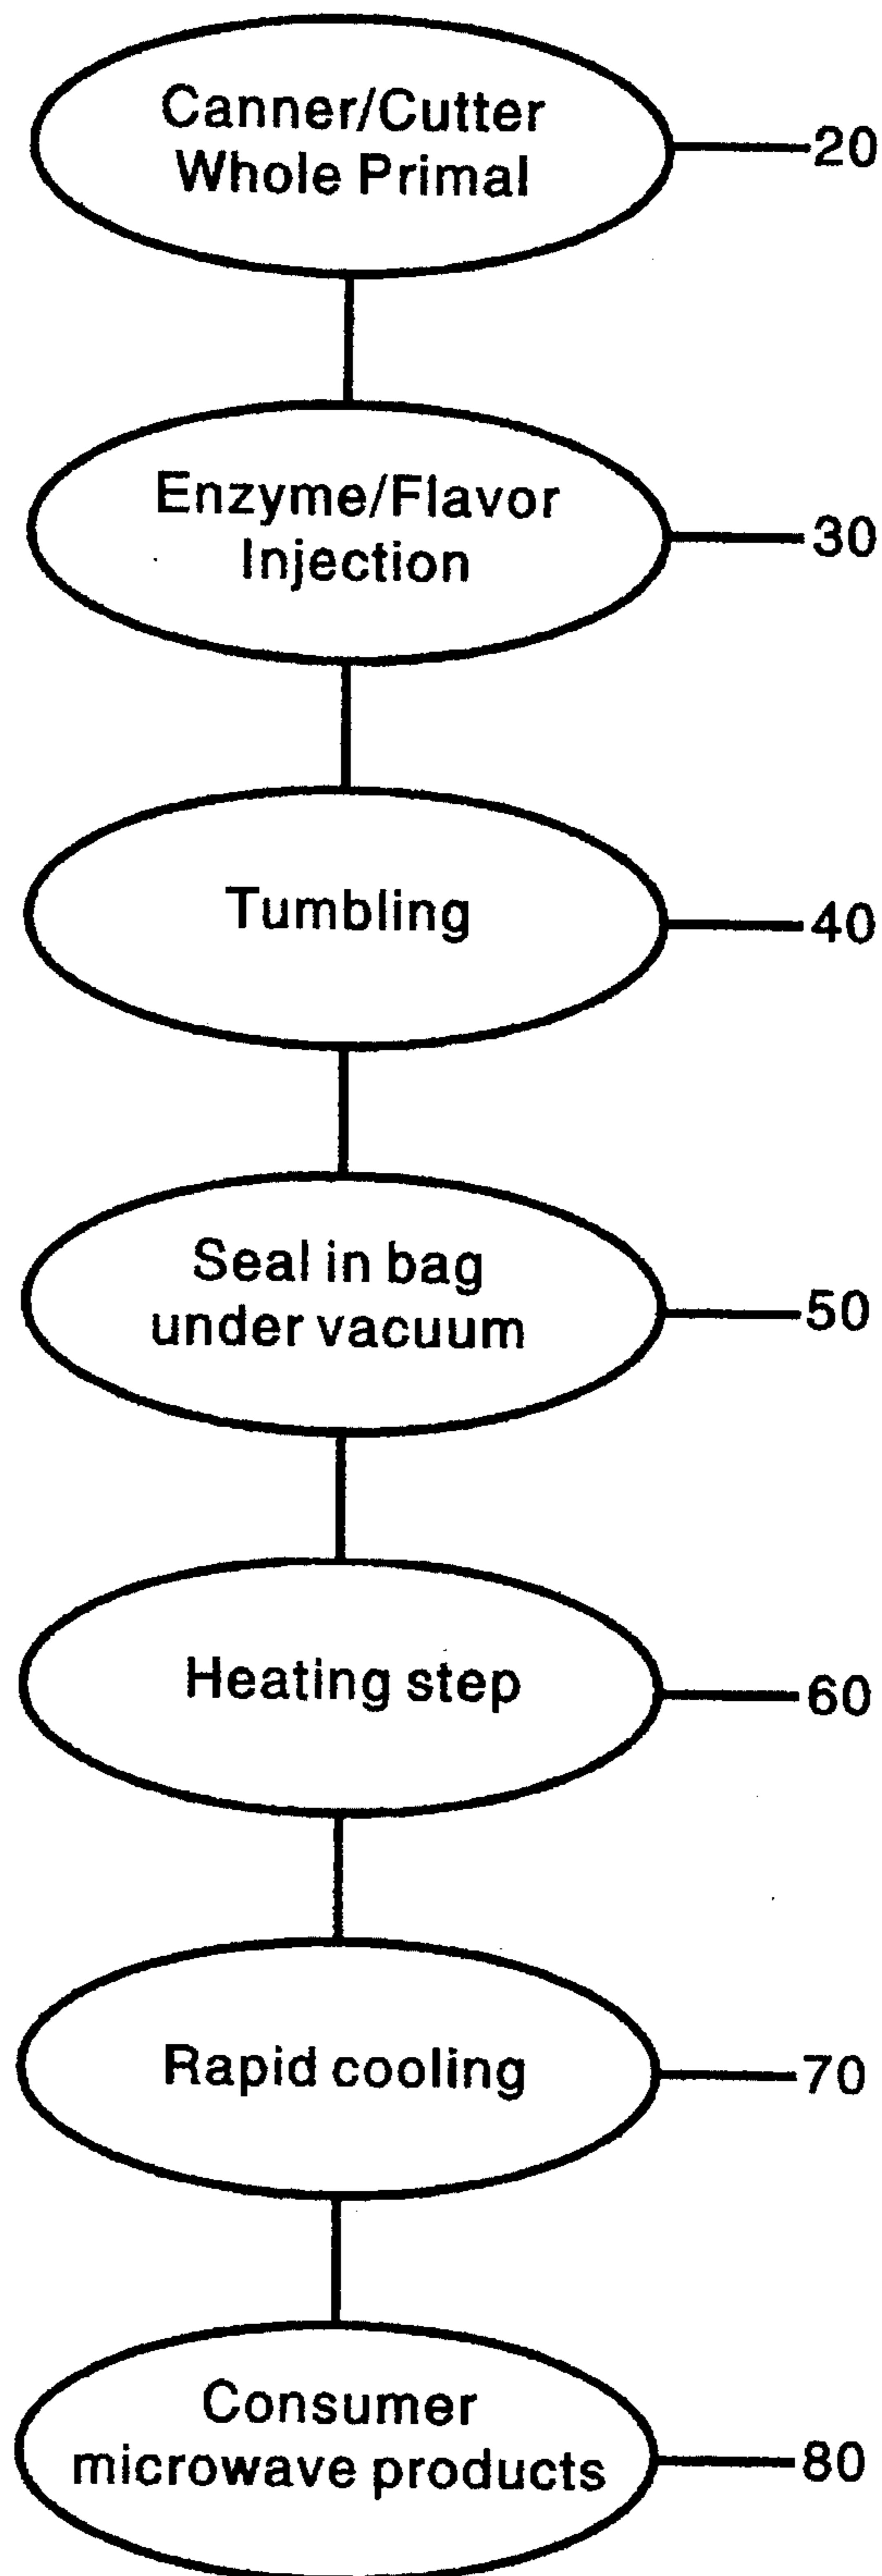 Canner/Cutter
Whole Primal
20
Enzyme/Flavor
Injection
30
Tumbling
40
Seal in bag
under vacuum
50
Heating step
60
Rapid cooling
70
Consumer
microwave products
80